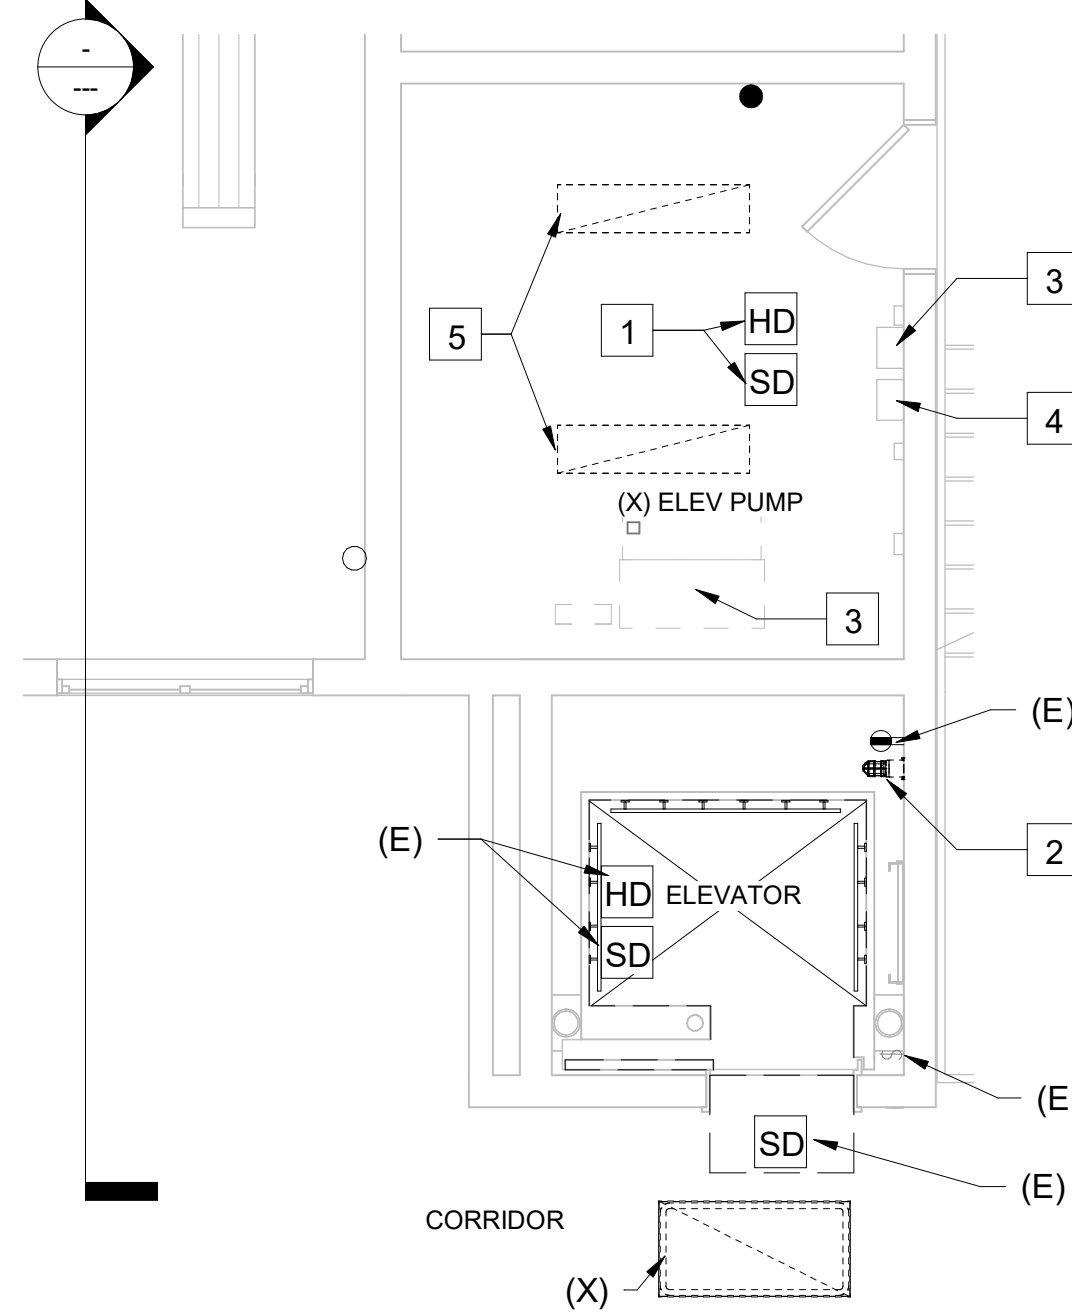 -
---
3
HD
5
1
SD
4
(X) ELEV PUMP
3
(E)
2
(E)
HD
ELEVATOR
SD
S
(E
SD
(E)
CORRIDOR
(X)